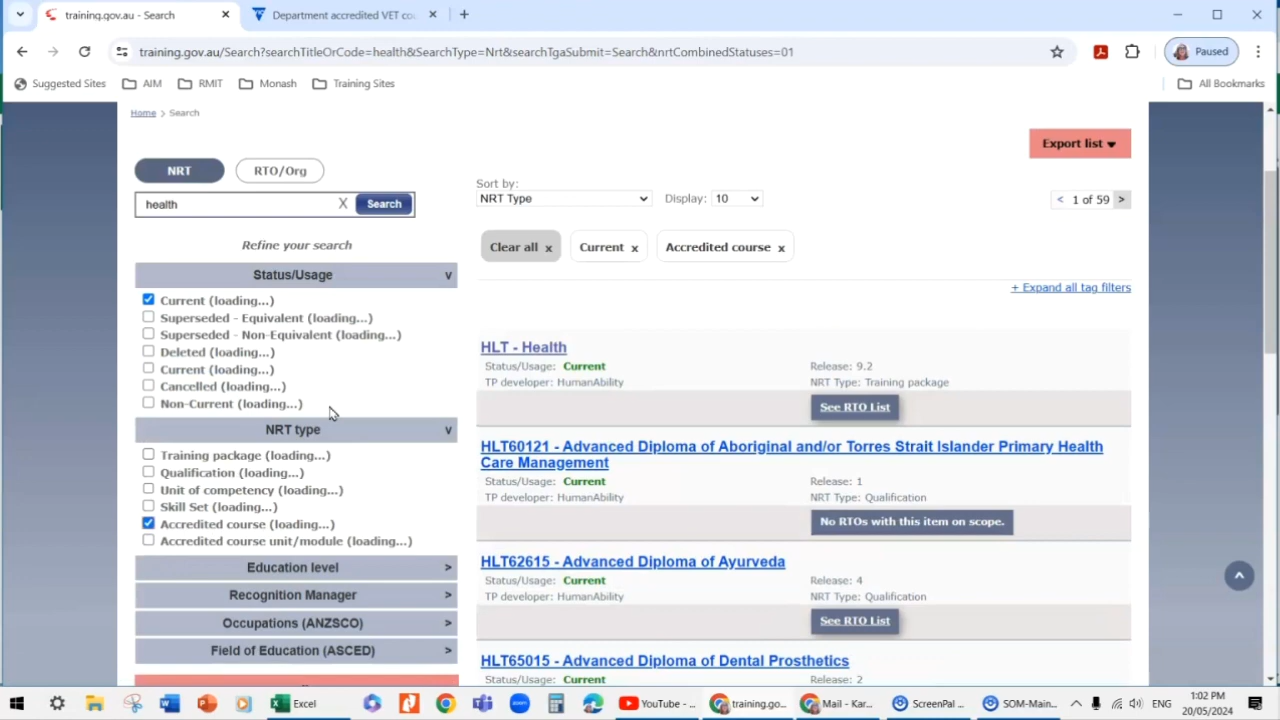 training.gov.au - Search
Department accredited VET cou
training.gov.au/Search?searchTitleOrCode=health&SearchType=Nrt&searchTgaSubmit=Search&nrtCombinedStatuses=01
Paused
Suggested Sites AIM RMIT Monash Training Sites
All Bookmarks
Home > Search
Export list
NRT RTO/Org
health X Search
Sort by:
NRT Type Display: 10
< 1 of 59 >
Refine your search
Clear all x Current x Accredited course x
Status/Usage v
+ Expand all tag filters
Current (loading...)
Superseded - Equivalent (loading...)
Superseded - Non-Equivalent (loading...)
Deleted (loading...)
Current (loading...)
Cancelled (loading...)
Non-Current (loading...)
NRT type v
Training package (loading...)
Qualification (loading...)
Unit of competency (loading...)
Skill Set (loading...)
Accredited course (loading...)
Accredited course unit/module (loading...)
Education level >
Recognition Manager >
Occupations (ANZSCO) >
Field of Education (ASCED) >
HLT - Health
Status/Usage: Current Release: 9.2
TP developer: HumanAbility NRT Type: Training package
See RTO List
HLT60121 - Advanced Diploma of Aboriginal and/or Torres Strait Islander Primary Health
Care Management
Status/Usage: Current Release: 1
TP developer: HumanAbility NRT Type: Qualification
No RTOs with this item on scope.
HLT62615 - Advanced Diploma of Ayurveda
Status/Usage: Current Release: 4
TP developer: HumanAbility NRT Type: Qualification
See RTO List
HLT65015 - Advanced Diploma of Dental Prosthetics
Status/Usage: Current Release: 2
Excel YouTube - ... training.go... Mail - Kar... ScreenPal ... SOM-Main... ENG
1:02 PM
20/05/2024